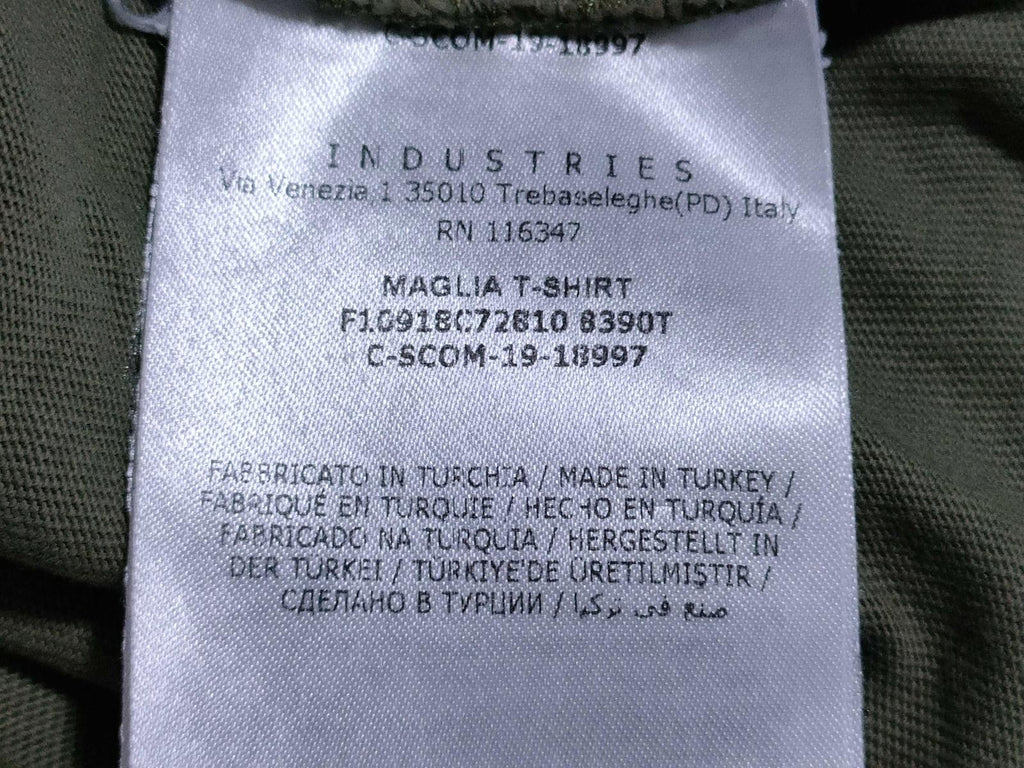 C-SCOM-19-18997
INDUSTRIES
Via Venezia,1 35010 Trebaseleghe(PD) Italy
RN 116347
MAGLIA T-SHIRT
F10918C72810 8390T
C-SCOM-19-18997
FABBRICATO IN TURCHIA / MADE IN TURKEY /
FABRIQUÉ EN TURQUIE / HECHO EN TURQUÍA /
FABRICADO NA TURQUIA / HERGESTELLT IN
DER TÜRKEI / TÜRKIYE'DE ÜRETILMIŞTIR /
СДЕЛАНО В ТУРЦИИ / صنع في تركيا